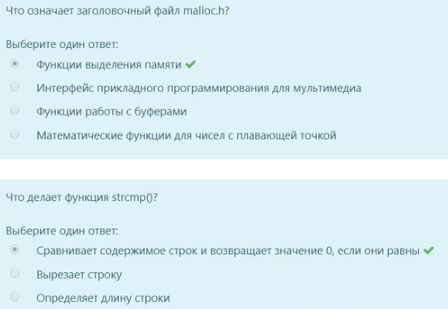 Что означает заголовочный файл malloc.h?
Выберите один ответ:
Функции выделения памяти
Интерфейс прикладного программирования для мультимедиа
Функции работы с буферами
Математические функции для чисел с плавающей точкой
Что делает функция strcmp()?
Выберите один ответ:
Сравнивает содержимое строк и возвращает значение 0, если они равны
Вырезает строку
Определяет длину строки